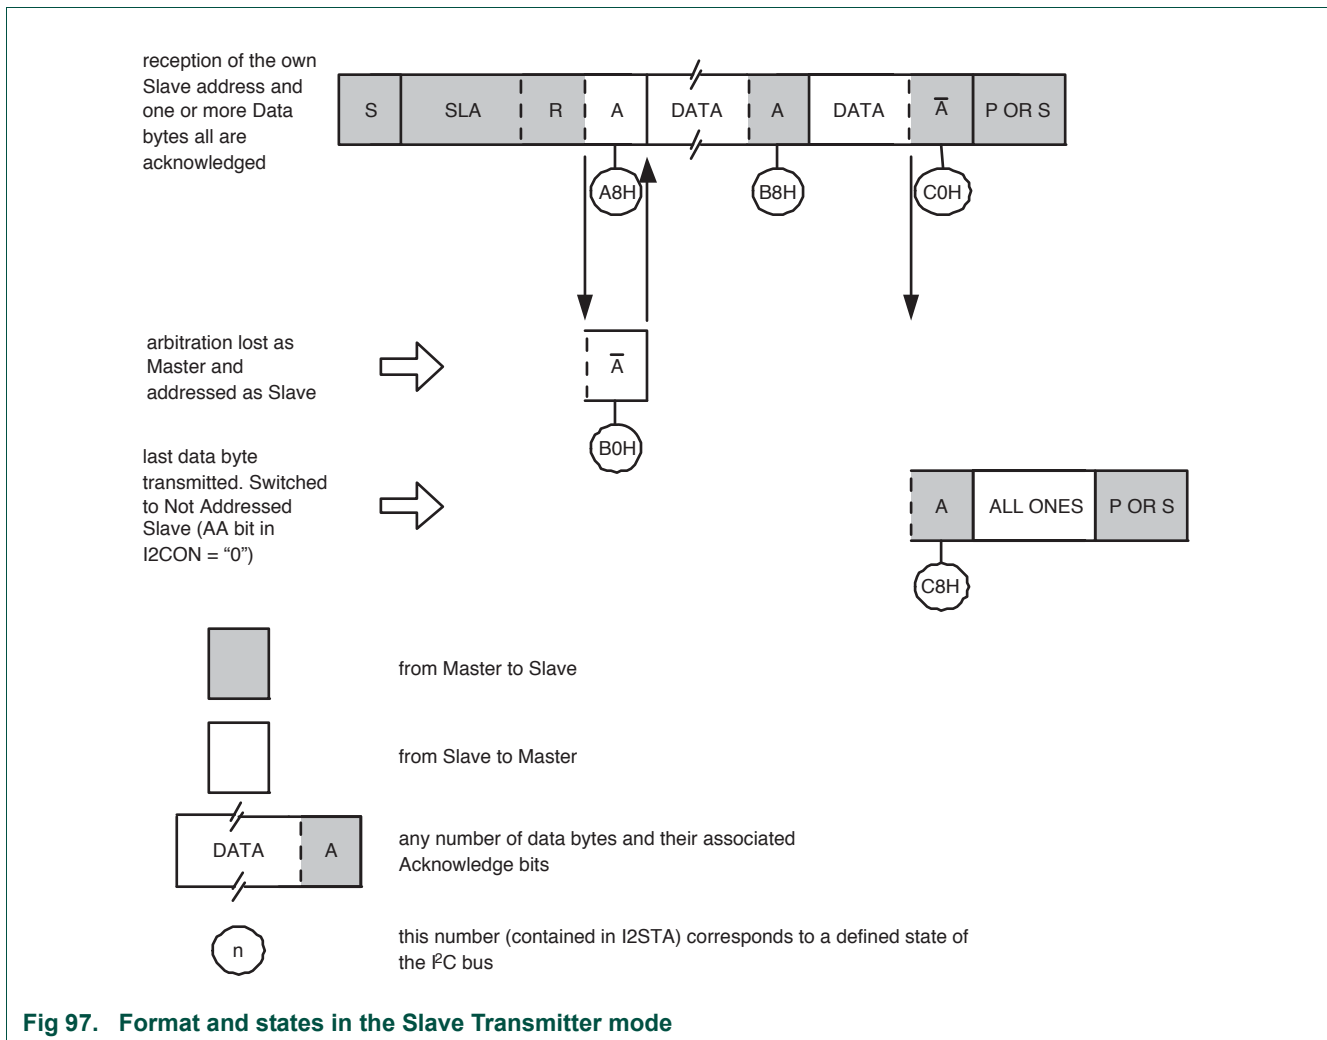 reception of the own
Slave address and
one or more Data
bytes all are
acknowledged
S SLA R A DATA A DATA A̅ P OR S
A8H B8H C0H
arbitration lost as
Master and
addressed as Slave
A̅
B0H
last data byte
transmitted. Switched
to Not Addressed
Slave (AA bit in
I2CON = “0”)
A ALL ONES P OR S
C8H
from Master to Slave
from Slave to Master
DATA A
any number of data bytes and their associated
Acknowledge bits
n
this number (contained in I2STA) corresponds to a defined state of
the I²C bus
Fig 97. Format and states in the Slave Transmitter mode